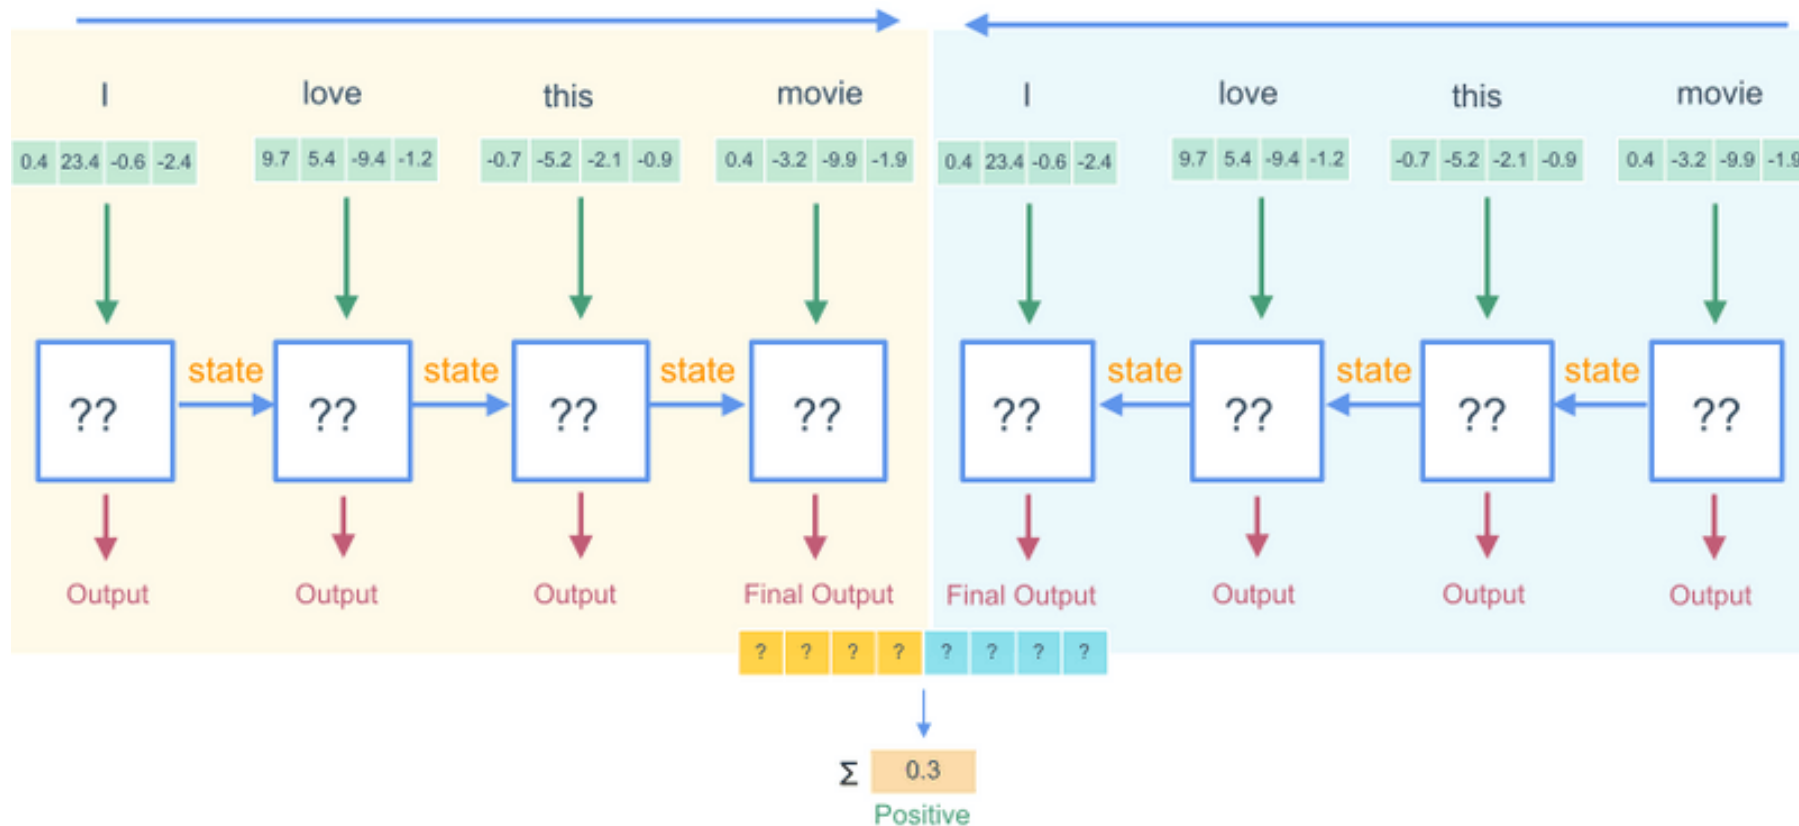 I love this movie I love this movie
0.4 23.4 -0.6 -2.4 9.7 5.4 -9.4 -1.2 -0.7 -5.2 -2.1 -0.9 0.4 -3.2 -9.9 -1.9 0.4 23.4 -0.6 -2.4 9.7 5.4 -9.4 -1.2 -0.7 -5.2 -2.1 -0.9 0.4 -3.2 -9.9 -1.9
state state state state state state
?? ?? ?? ?? ?? ?? ?? ??
Output Output Output Final Output Final Output Output Output Output
? ? ? ? ? ? ? ?
Σ 0.3
Positive